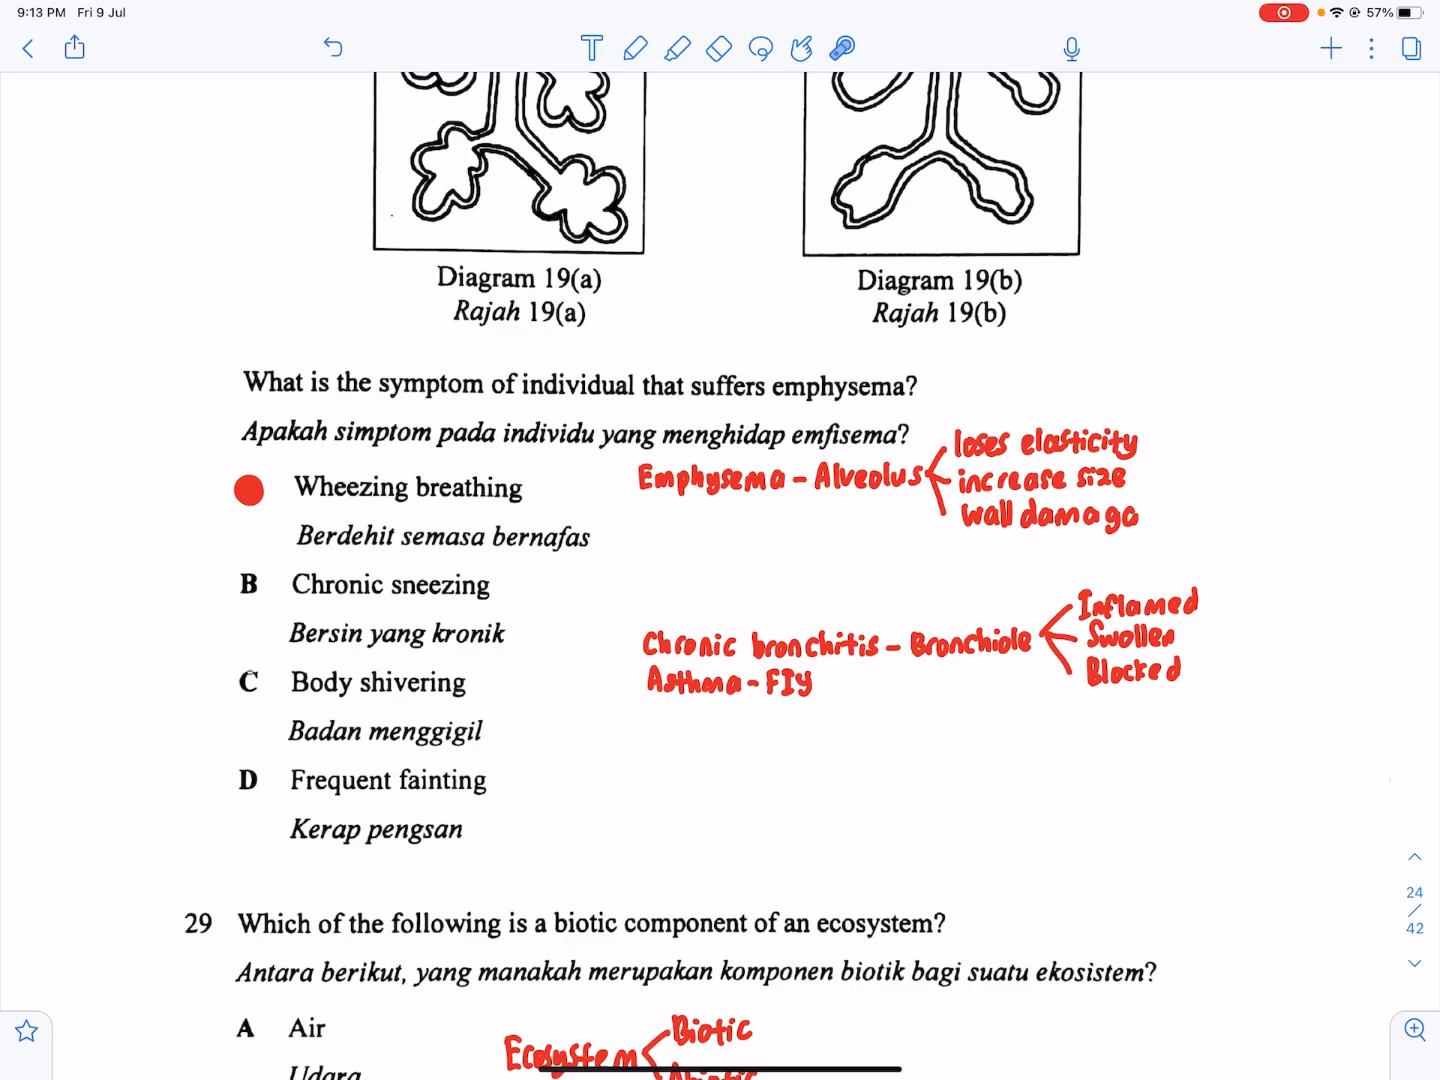 9:13 PM Fri 9 Jul
57%
Diagram 19(a)
Rajah 19(a)
Diagram 19(b)
Rajah 19(b)
What is the symptom of individual that suffers emphysema?
Apakah simptom pada individu yang menghidap emfisema?
Emphysema - Alveolus
loses elasticity
increase size
wall damage
Wheezing breathing
Berdehit semasa bernafas
B Chronic sneezing
Bersin yang kronik
Chronic bronchitis - Bronchiole
Inflamed
Swollen
Blocked
Asthma - FIY
C Body shivering
Badan menggigil
D Frequent fainting
Kerap pengsan
24
/
42
29 Which of the following is a biotic component of an ecosystem?
Antara berikut, yang manakah merupakan komponen biotik bagi suatu ekosistem?
A Air
Udara
Ecosystem
Biotic
Abiotic